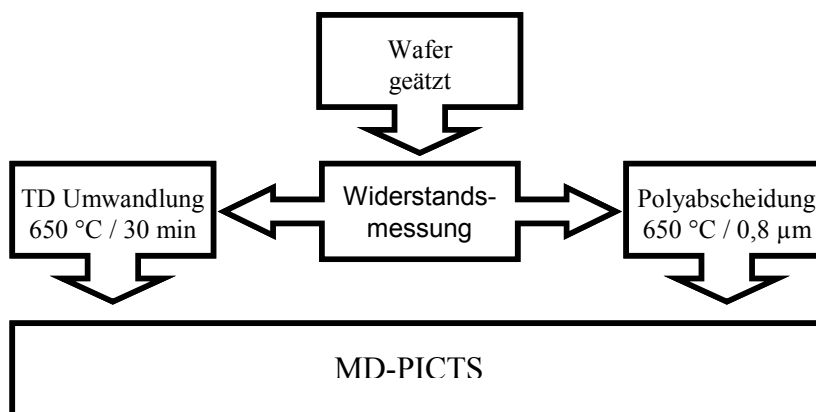 Wafer
geätzt
TD Umwandlung
650 °C / 30 min
Widerstands-
messung
Polyabscheidung
650 °C / 0,8 µm
MD-PICTS